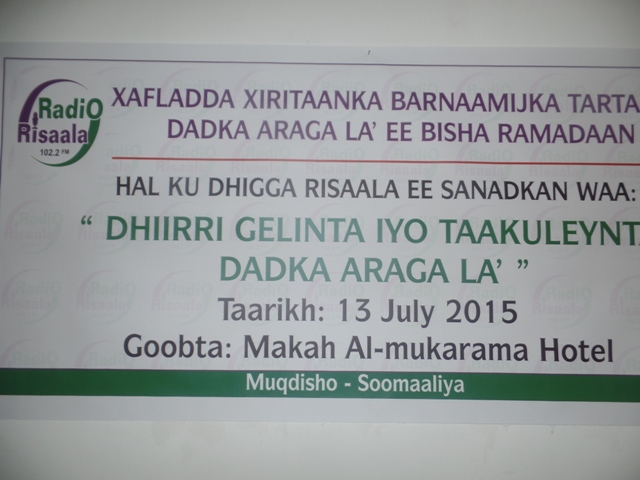 Radio
Risaala
102.2 FM
XAFLADDA XIRITAANKA BARNAAMIJKA TARTA
DADKA ARAGA LA' EE BISHA RAMADAAN
HAL KU DHIGGA RISAALA EE SANADKAN WAA:
“ DHIIRRI GELINTA IYO TAAKULEYNTA
DADKA ARAGA LA' ”
Taarikh: 13 July 2015
Goobta: Makah Al-mukarama Hotel
Muqdisho - Soomaaliya